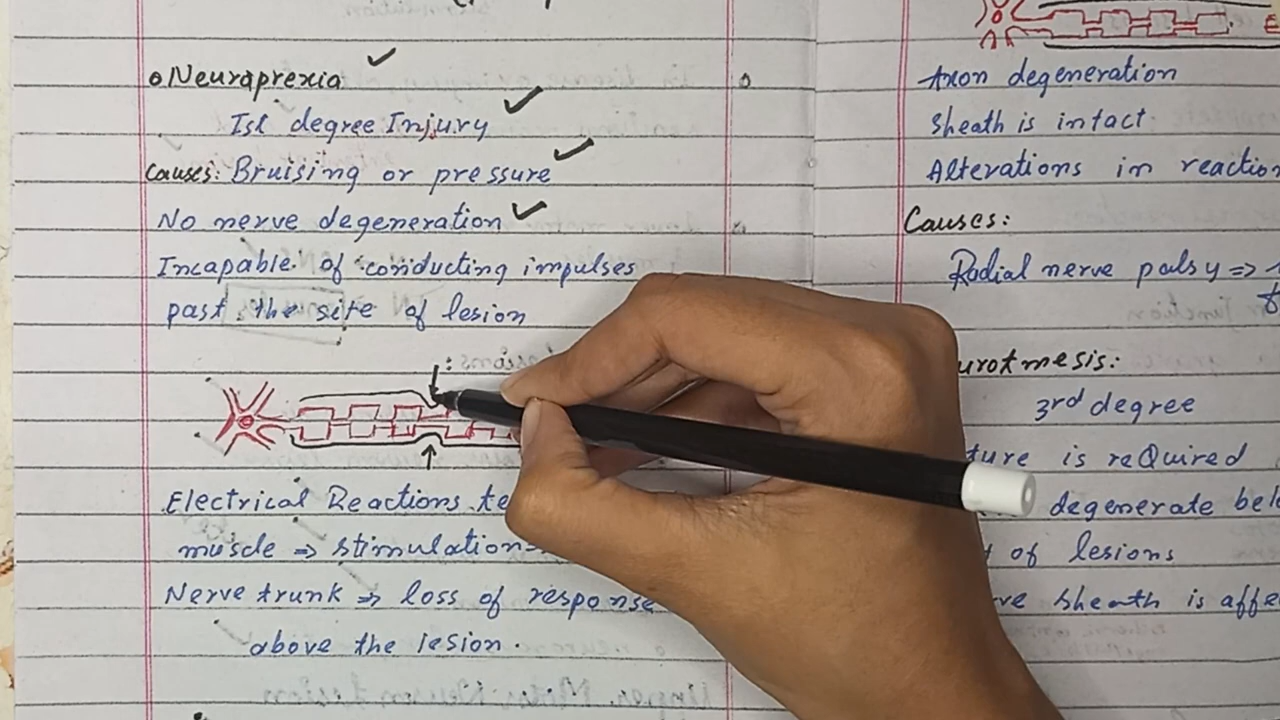 Neuraprexia
Ist degree Injury
Causes: Bruising or pressure
No nerve degeneration
Incapable of conducting impulses
past the site of lesion
Electrical Reactions
muscle ⇒ stimulation
Nerve trunk ⇒ loss of response
above the lesion.
Axon degeneration
Sheath is intact
Alterations in reaction
Causes:
Radial nerve palsy ⇒
urotmesis:
3rd degree
ture is reQuired
degenerate bel
of lesions
ve sheath is affe